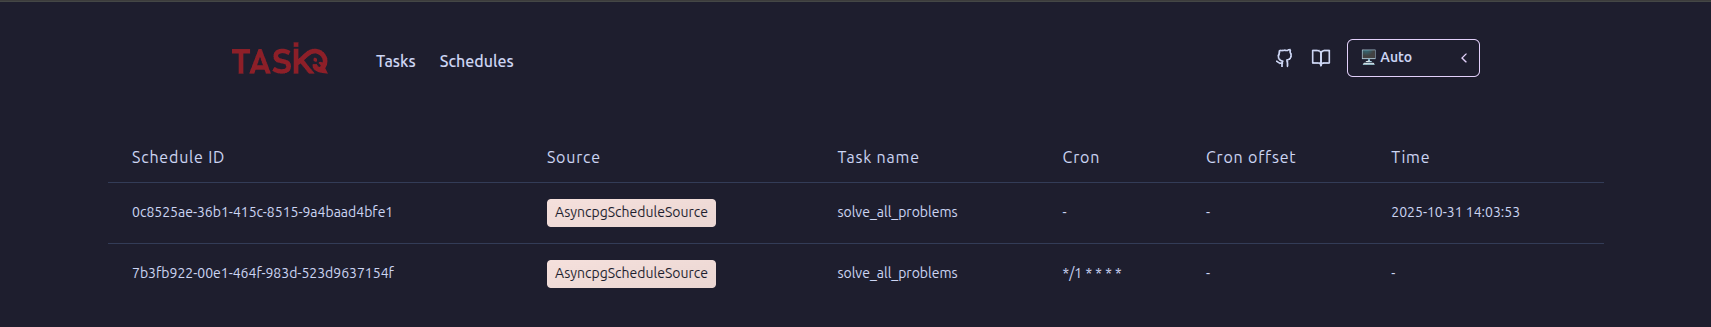 TASKIQ Tasks Schedules Auto
Schedule ID Source Task name Cron Cron offset Time
0c8525ae-36b1-415c-8515-9a4baad4bfe1 AsyncpgScheduleSource solve_all_problems - - 2025-10-31 14:03:53
7b3fb922-00e1-464f-983d-523d9637154f AsyncpgScheduleSource solve_all_problems */1 * * * * - -